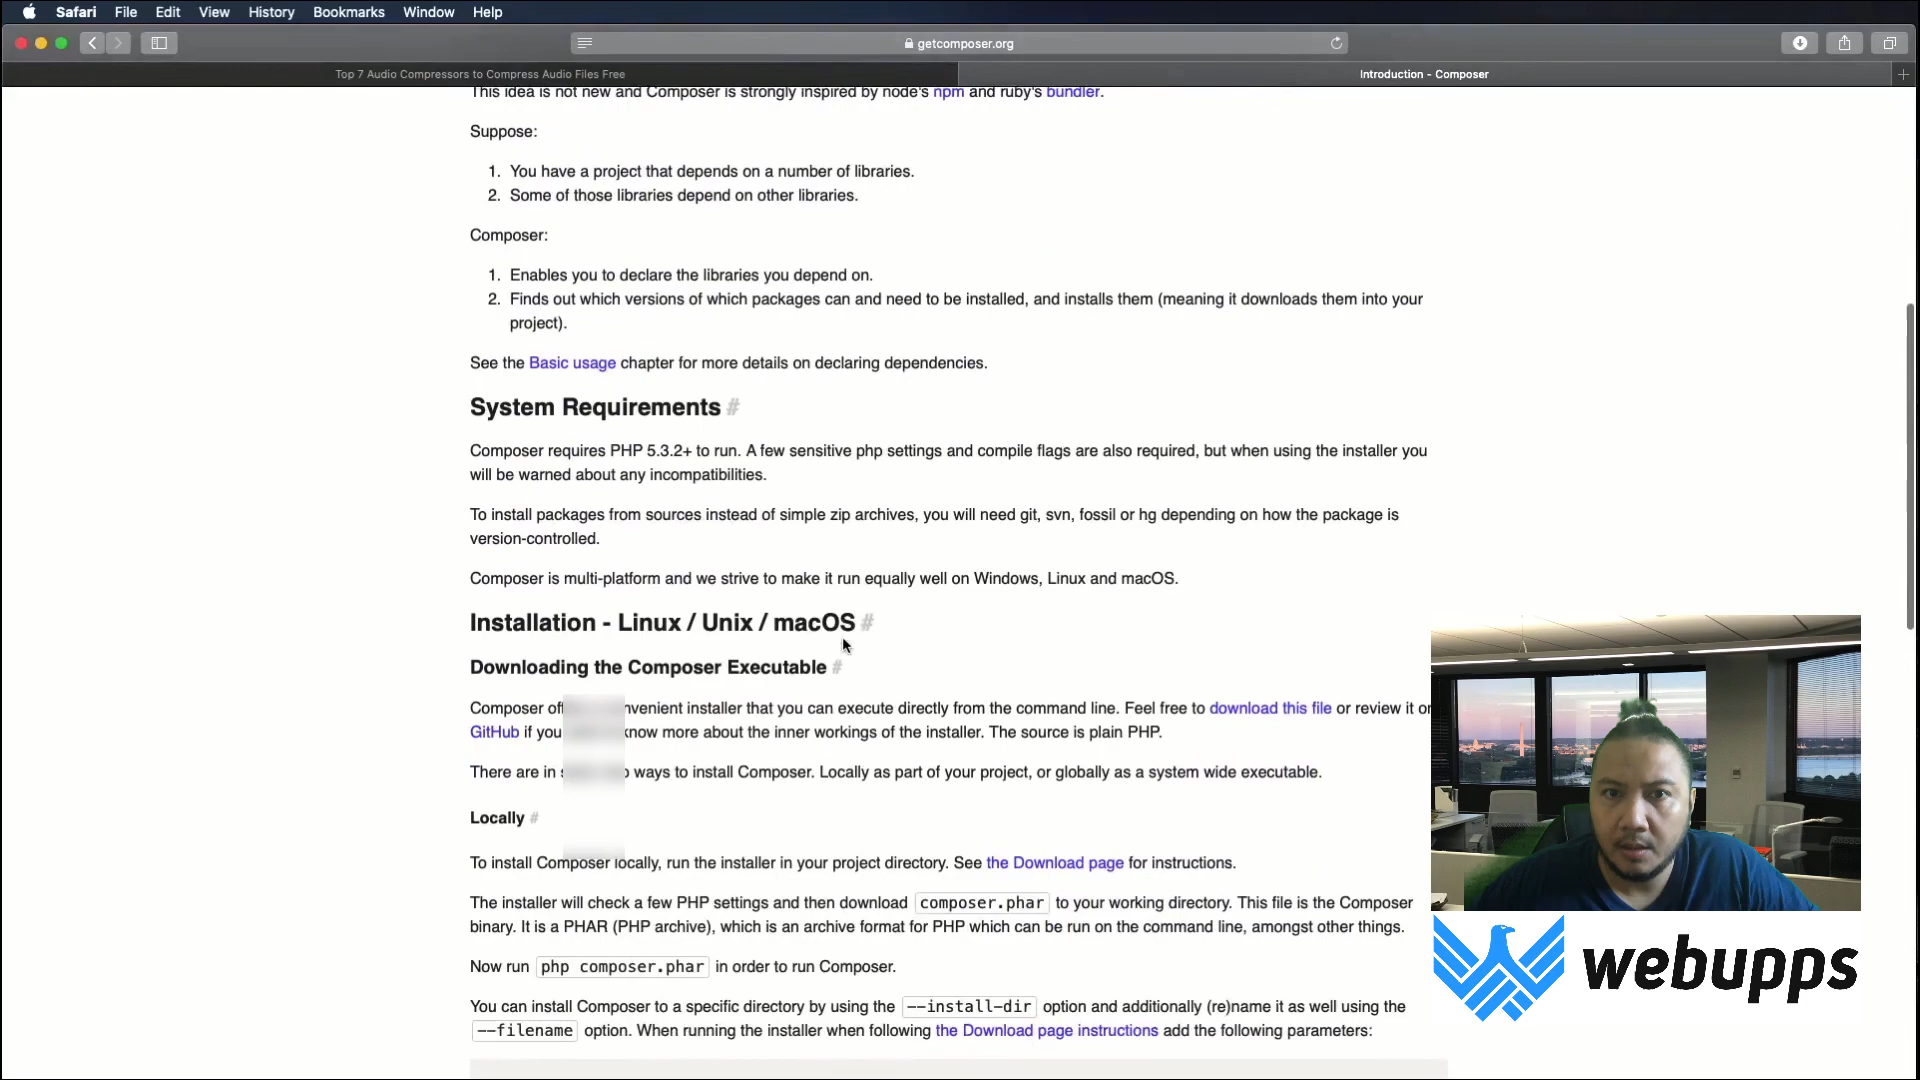 Safari File Edit View History Bookmarks Window Help
getcomposer.org
Top 7 Audio Compressors to Compress Audio Files Free
Introduction - Composer
This idea is not new and Composer is strongly inspired by node's npm and ruby's bundler.
Suppose:
1. You have a project that depends on a number of libraries.
2. Some of those libraries depend on other libraries.
Composer:
1. Enables you to declare the libraries you depend on.
2. Finds out which versions of which packages can and need to be installed, and installs them (meaning it downloads them into your
project).
See the Basic usage chapter for more details on declaring dependencies.
System Requirements #
Composer requires PHP 5.3.2+ to run. A few sensitive php settings and compile flags are also required, but when using the installer you
will be warned about any incompatibilities.
To install packages from sources instead of simple zip archives, you will need git, svn, fossil or hg depending on how the package is
version-controlled.
Composer is multi-platform and we strive to make it run equally well on Windows, Linux and macOS.
Installation - Linux / Unix / macOS #
Downloading the Composer Executable #
Composer nvenient installer that you can execute directly from the command line. Feel free to download this file or review it
GitHub if you know more about the inner workings of the installer. The source is plain PHP.
There are in ways to install Composer. Locally as part of your project, or globally as a system wide executable.
Locally #
To install Composer locally, run the installer in your project directory. See the Download page for instructions.
The installer will check a few PHP settings and then download composer.phar to your working directory. This file is the Composer
binary. It is a PHAR (PHP archive), which is an archive format for PHP which can be run on the command line, amongst other things.
Now run php composer.phar in order to run Composer.
You can install Composer to a specific directory by using the --install-dir option and additionally (re)name it as well using the
--filename option. When running the installer when following the Download page instructions add the following parameters:
webupps